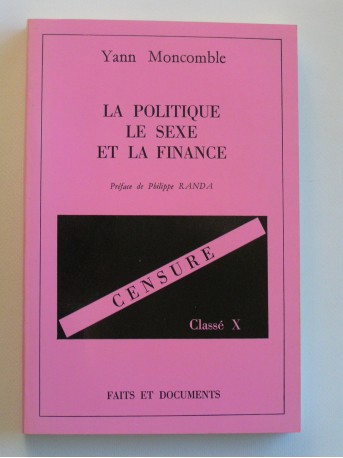 Yann Moncomble
LA POLITIQUE
LE SEXE
ET LA FINANCE
Préface de Philippe RANDA
CENSURE
Classé X
FAITS ET DOCUMENTS